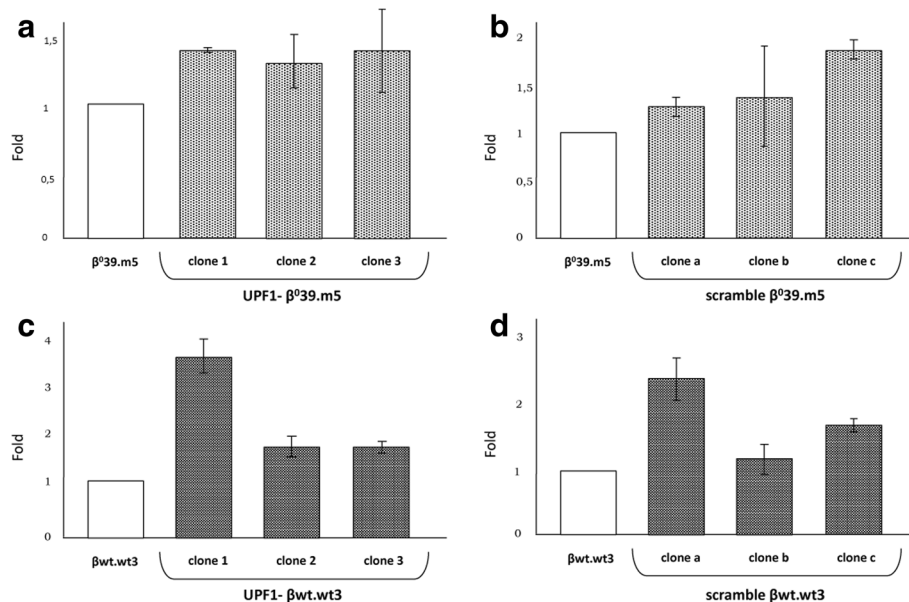 a
1,5
1
0,5
0
Fold
β⁰39.m5
clone 1
clone 2
clone 3
UPF1- β⁰39.m5
b
2
1,5
1
0,5
0
Fold
β⁰39.m5
clone a
clone b
clone c
scramble β⁰39.m5
c
4
3
2
1
0
Fold
βwt.wt3
clone 1
clone 2
clone 3
UPF1- βwt.wt3
d
3
2
1
0
Fold
βwt.wt3
clone a
clone b
clone c
scramble βwt.wt3